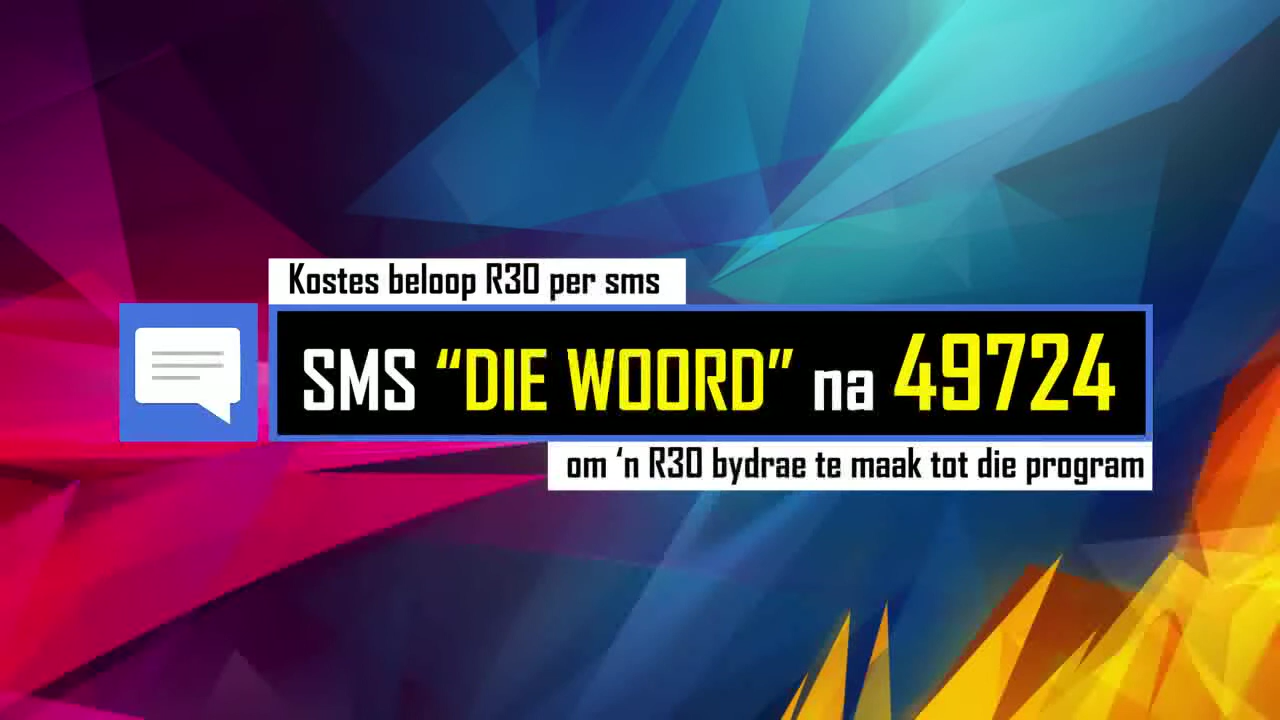 Kostes beloop R30 per sms
SMS “DIE WOORD” na 49724
om ‘n R30 bydrae te maak tot die program